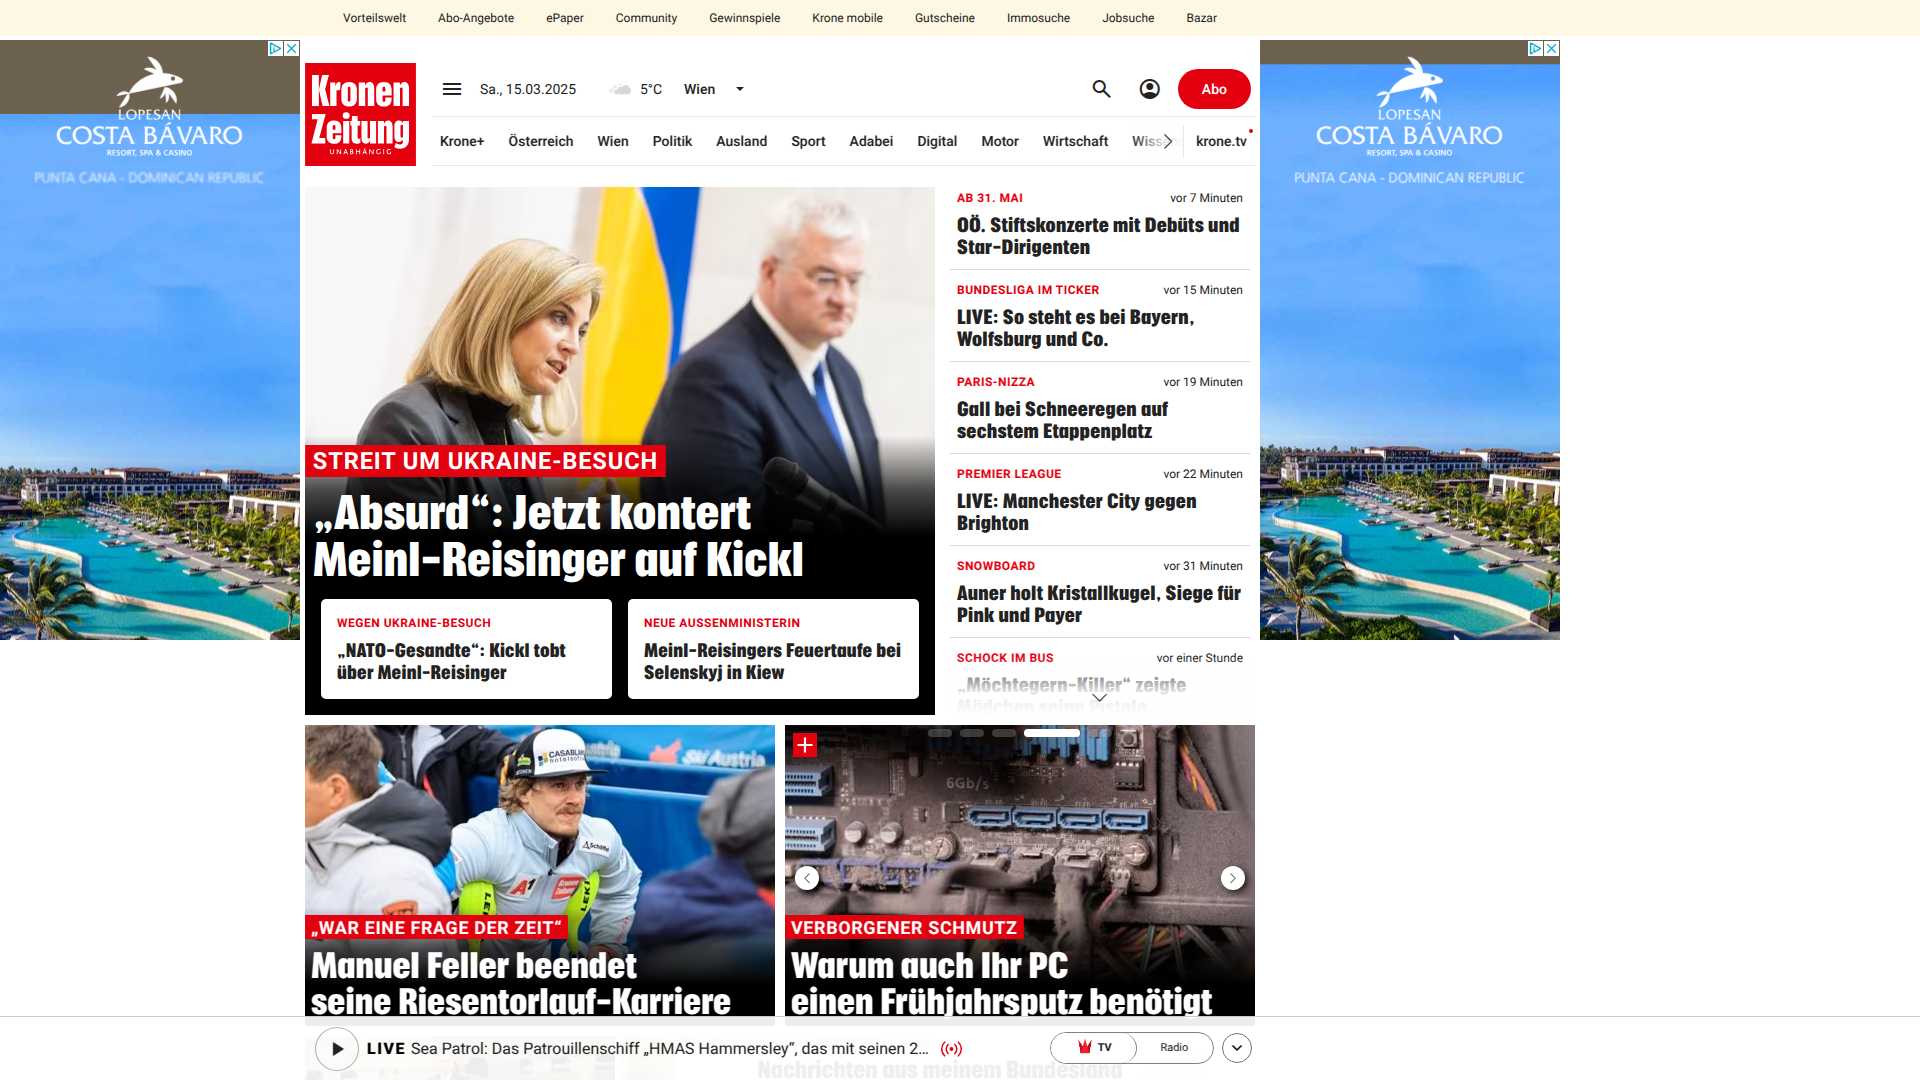 Vorteilswelt Abo-Angebote ePaper Community Gewinnspiele Krone mobile Gutscheine Immosuche Jobsuche Bazar
Kronen
Zeitung
UNABHÄNGIG
Sa., 15.03.2025 5°C Wien
Abo
Krone+ Österreich Wien Politik Ausland Sport Adabei Digital Motor Wirtschaft krone.tv
LOPESAN
COSTA BÁVARO
RESORT, SPA & CASINO
PUNTA CANA - DOMINICAN REPUBLIC
STREIT UM UKRAINE-BESUCH
„Absurd“: Jetzt kontert
Meinl-Reisinger auf Kickl
WEGEN UKRAINE-BESUCH
„NATO-Gesandte“: Kickl tobt
über Meinl-Reisinger
NEUE AUSSENMINISTERIN
Meinl-Reisingers Feuertaufe bei
Selenskyj in Kiew
AB 31. MAI vor 7 Minuten
OÖ. Stiftskonzerte mit Debüts und
Star-Dirigenten
BUNDESLIGA IM TICKER vor 15 Minuten
LIVE: So steht es bei Bayern,
Wolfsburg und Co.
PARIS-NIZZA vor 19 Minuten
Gall bei Schneeregen auf
sechstem Etappenplatz
PREMIER LEAGUE vor 22 Minuten
LIVE: Manchester City gegen
Brighton
SNOWBOARD vor 31 Minuten
Auner holt Kristallkugel, Siege für
Pink und Payer
SCHOCK IM BUS vor einer Stunde
„Möchtegern-Killer“ zeigte
Mädchen seine Pistole
LOPESAN
COSTA BÁVARO
RESORT, SPA & CASINO
PUNTA CANA - DOMINICAN REPUBLIC
„WAR EINE FRAGE DER ZEIT“
Manuel Feller beendet
seine Riesentorlauf-Karriere
6Gb/s
VERBORGENER SCHMUTZ
Warum auch Ihr PC
einen Frühjahrsputz benötigt
LIVE Sea Patrol: Das Patrouillenschiff „HMAS Hammersley“, das mit seinen 2...
TV Radio
Nachrichten aus meinem Bundesland